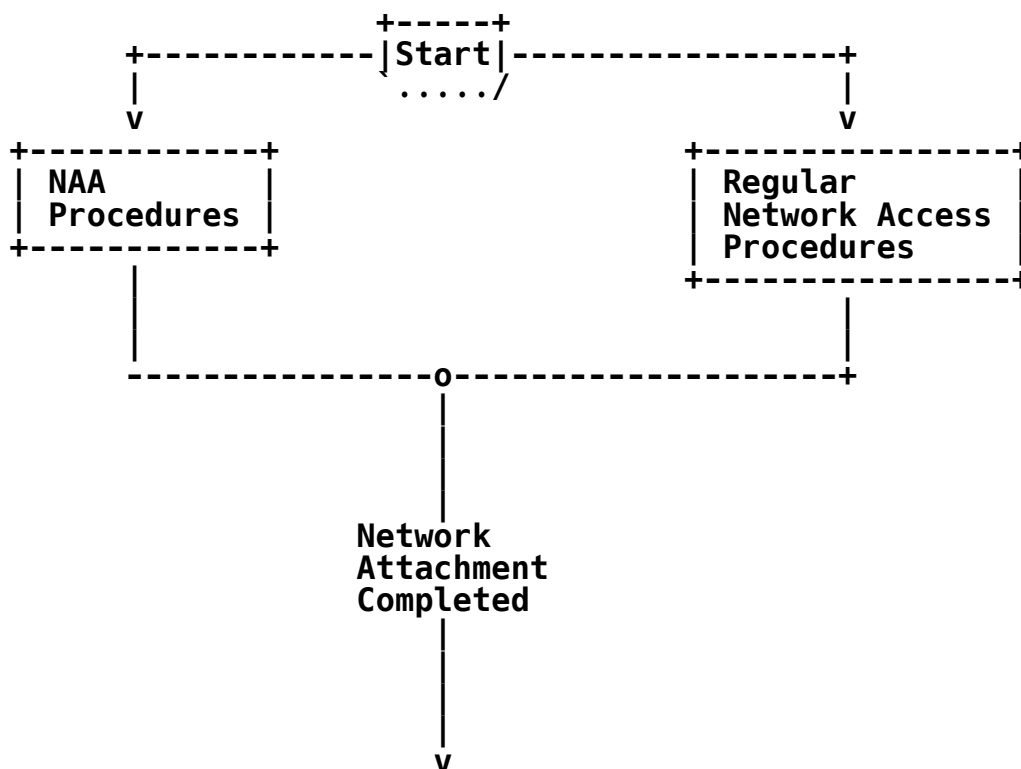 Start
NAA
Procedures
Regular
Network Access
Procedures
Network
Attachment
Completed